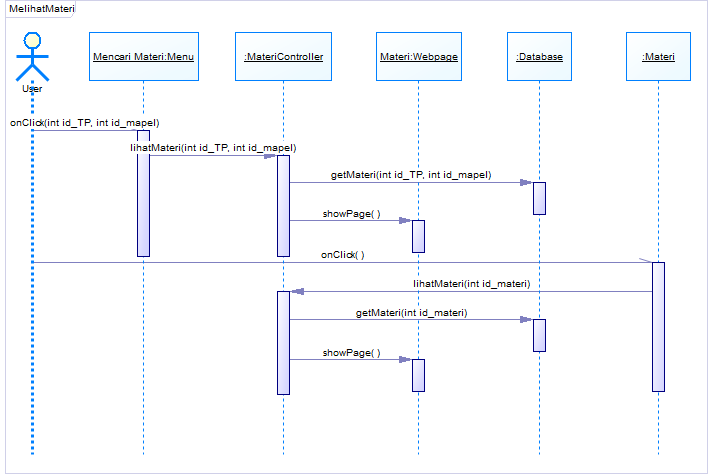 MelihatMateri
User
Mencari Materi:Menu
:MateriController
Materi:Webpage
:Database
:Materi
onClick(int id_TP, int id_mapel)
lihatMateri(int id_TP, int id_mapel)
getMateri(int id_TP, int id_mapel)
showPage( )
onClick( )
lihatMateri(int id_materi)
getMateri(int id_materi)
showPage( )